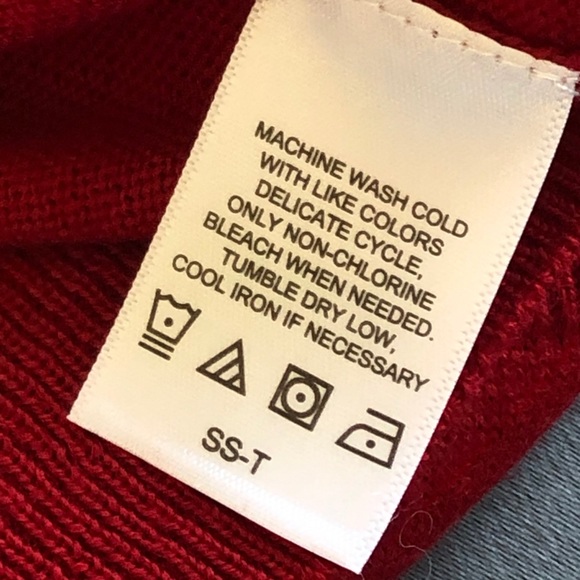 MACHINE WASH COLD
WITH LIKE COLORS
DELICATE CYCLE,
ONLY NON-CHLORINE
BLEACH WHEN NEEDED.
TUMBLE DRY LOW,
COOL IRON IF NECESSARY
SS-T